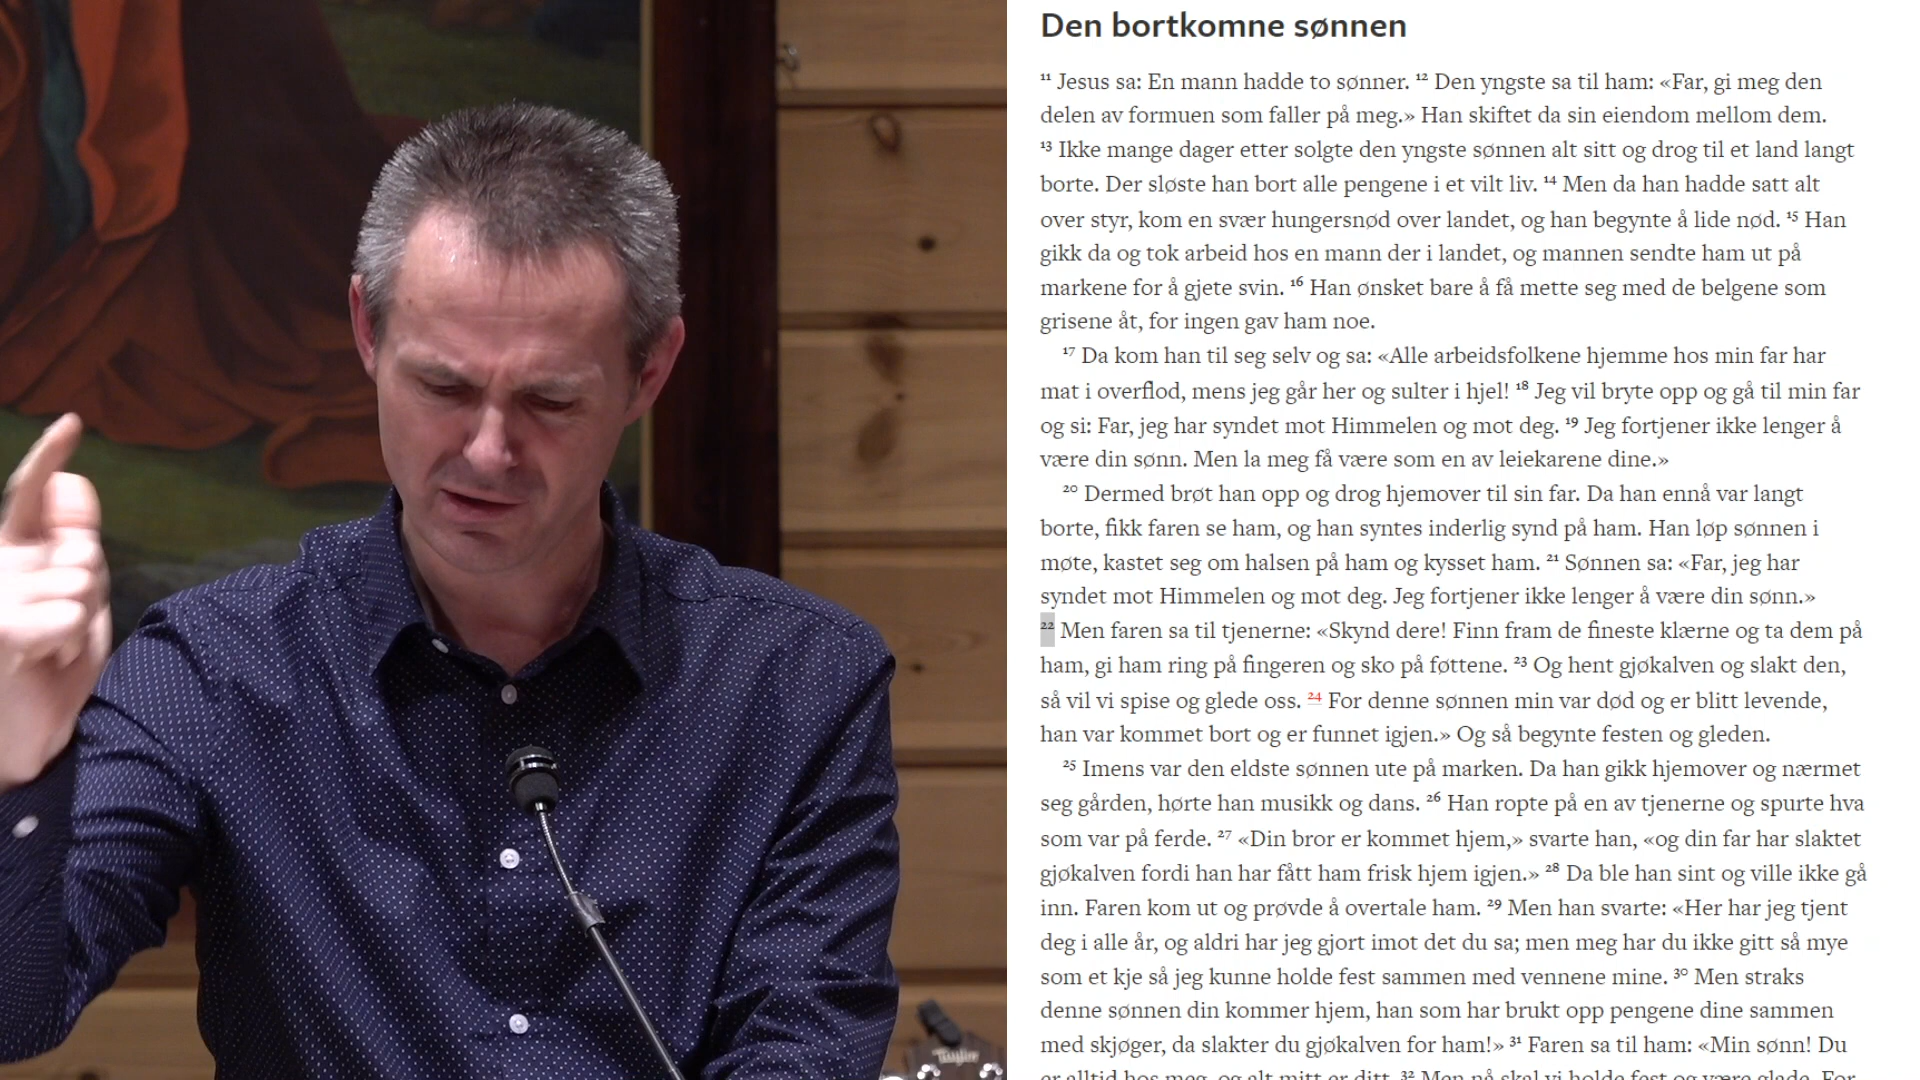 Den bortkomne sønnen
¹¹ Jesus sa: En mann hadde to sønner. ¹² Den yngste sa til ham: «Far, gi meg den
delen av formuen som faller på meg.» Han skiftet da sin eiendom mellom dem.
¹³ Ikke mange dager etter solgte den yngste sønnen alt sitt og drog til et land langt
borte. Der sløste han bort alle pengene i et vilt liv. ¹⁴ Men da han hadde satt alt
over styr, kom en svær hungersnød over landet, og han begynte å lide nød. ¹⁵ Han
gikk da og tok arbeid hos en mann der i landet, og mannen sendte ham ut på
markene for å gjete svin. ¹⁶ Han ønsket bare å få mette seg med de belgene som
grisene åt, for ingen gav ham noe.
¹⁷ Da kom han til seg selv og sa: «Alle arbeidsfolkene hjemme hos min far har
mat i overflod, mens jeg går her og sulter i hjel! ¹⁸ Jeg vil bryte opp og gå til min far
og si: Far, jeg har syndet mot Himmelen og mot deg. ¹⁹ Jeg fortjener ikke lenger å
være din sønn. Men la meg få være som en av leiekarene dine.»
²⁰ Dermed brøt han opp og drog hjemover til sin far. Da han ennå var langt
borte, fikk faren se ham, og han syntes inderlig synd på ham. Han løp sønnen i
møte, kastet seg om halsen på ham og kysset ham. ²¹ Sønnen sa: «Far, jeg har
syndet mot Himmelen og mot deg. Jeg fortjener ikke lenger å være din sønn.»
²² Men faren sa til tjenerne: «Skynd dere! Finn fram de fineste klærne og ta dem på
ham, gi ham ring på fingeren og sko på føttene. ²³ Og hent gjøkalven og slakt den,
så vil vi spise og glede oss. ²⁴ For denne sønnen min var død og er blitt levende,
han var kommet bort og er funnet igjen.» Og så begynte festen og gleden.
²⁵ Imens var den eldste sønnen ute på marken. Da han gikk hjemover og nærmet
seg gården, hørte han musikk og dans. ²⁶ Han ropte på en av tjenerne og spurte hva
som var på ferde. ²⁷ «Din bror er kommet hjem,» svarte han, «og din far har slaktet
gjøkalven fordi han har fått ham frisk hjem igjen.» ²⁸ Da ble han sint og ville ikke gå
inn. Faren kom ut og prøvde å overtale ham. ²⁹ Men han svarte: «Her har jeg tjent
deg i alle år, og aldri har jeg gjort imot det du sa; men meg har du ikke gitt så mye
som et kje så jeg kunne holde fest sammen med vennene mine. ³⁰ Men straks
denne sønnen din kommer hjem, han som har brukt opp pengene dine sammen
med skjøger, da slakter du gjøkalven for ham!» ³¹ Faren sa til ham: «Min sønn! Du
er alltid hos meg, og alt mitt er ditt. ³² Men nå skal vi holde fest og være glade. For
Taylor